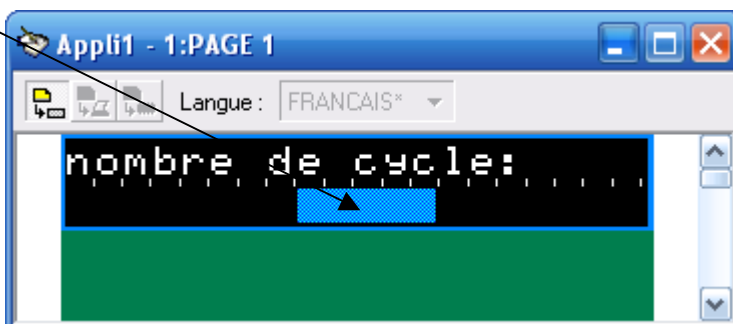 Appli1 - 1:PAGE 1
Langue : FRANCAIS*
nombre de cycle: